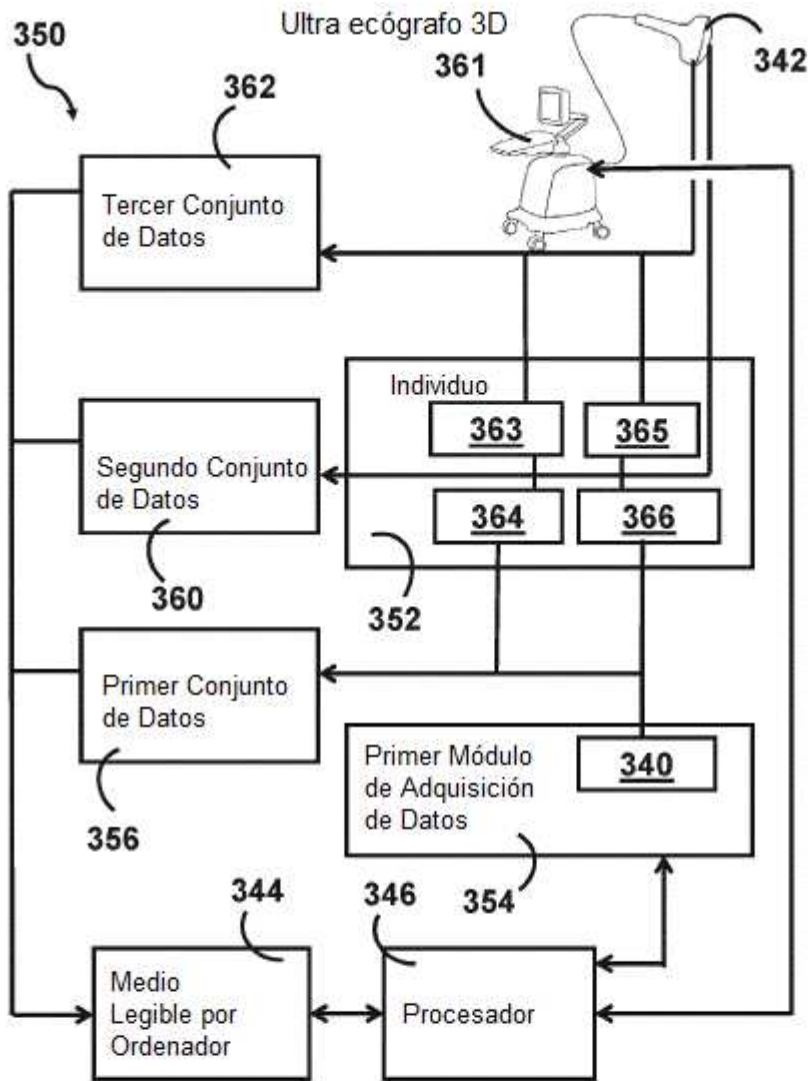 350
Ultra ecógrafo 3D
342
361
362
Tercer Conjunto
de Datos
Individuo
363
365
Segundo Conjunto
de Datos
364
366
360
352
Primer Conjunto
de Datos
Primer Módulo
de Adquisición
de Datos
340
356
354
344
346
Medio
Legible por
Ordenador
Procesador